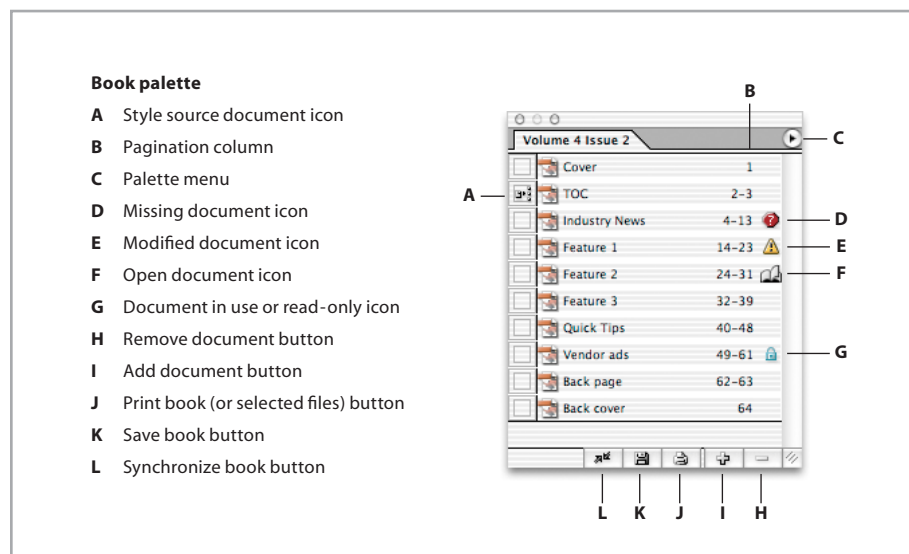 Book palette
A Style source document icon
B Pagination column
C Palette menu
D Missing document icon
E Modified document icon
F Open document icon
G Document in use or read-only icon
H Remove document button
I Add document button
J Print book (or selected files) button
K Save book button
L Synchronize book button
B
Volume 4 Issue 2
C
Cover 1
A
TOC 2–3
Industry News 4–13
D
Feature 1 14–23
E
Feature 2 24–31
F
Feature 3 32–39
Quick Tips 40–48
Vendor ads 49–61
G
Back page 62–63
Back cover 64
L K J I H